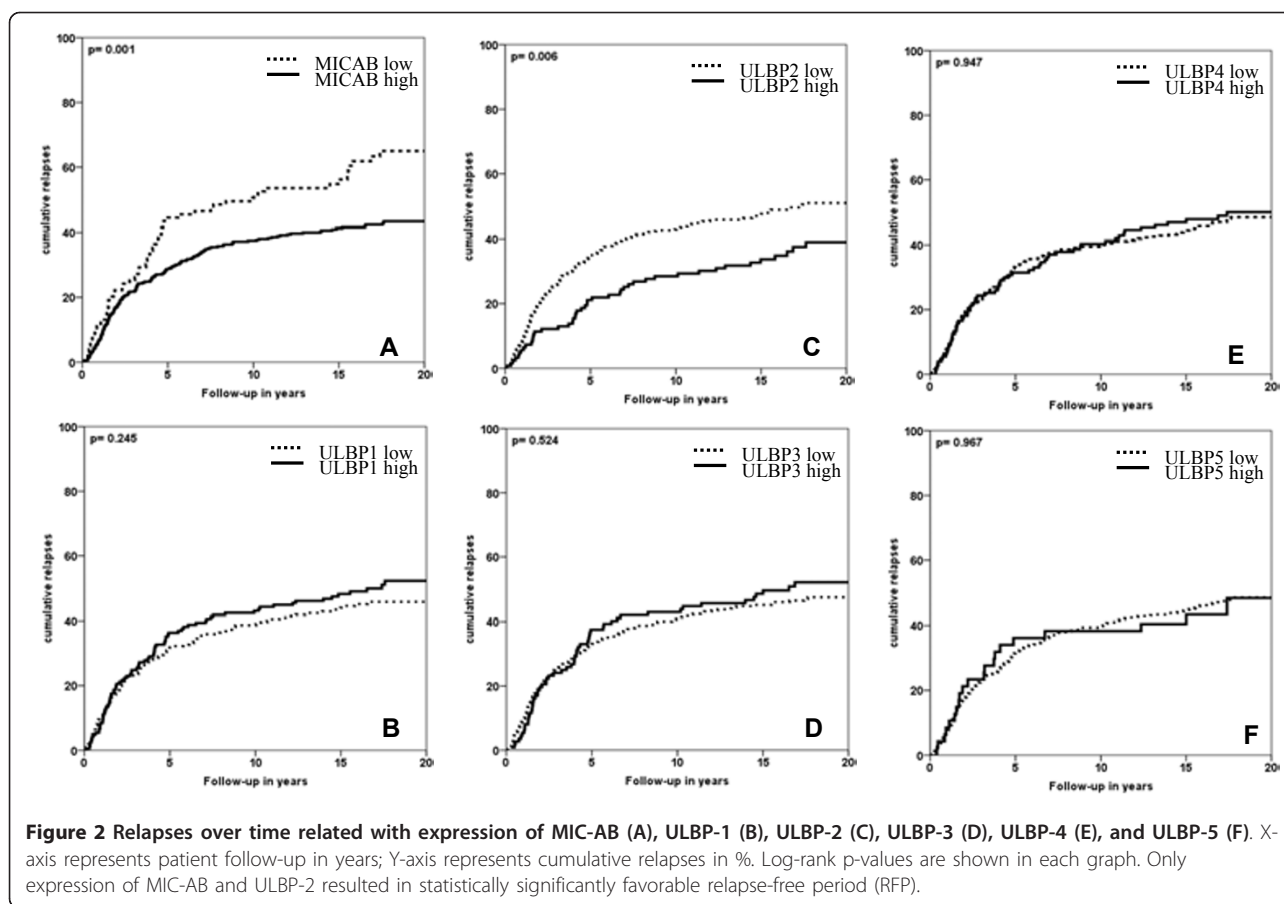 p= 0.001
MICAB low
MICAB high
cumulative relapses
100
80
60
40
20
0
0 5 10 15 20
Follow-up in years
A
p= 0.006
ULBP2 low
ULBP2 high
cumulative relapses
100
80
60
40
20
0
0 5 10 15 200
Follow-up in years
C
p= 0.947
ULBP4 low
ULBP4 high
cumulative relapses
100
80
60
40
20
0
0 5 10 15 200
Follow-up in years
E
p= 0.245
ULBP1 low
ULBP1 high
cumulative relapses
100
80
60
40
20
0
0 5 10 15 20
Follow-up in years
B
p= 0.524
ULBP3 low
ULBP3 high
cumulative relapses
100
80
60
40
20
0
0 5 10 15 20
Follow-up in years
D
p= 0.967
ULBP5 low
ULBP5 high
cumulative relapses
100
80
60
40
20
0
0 5 10 15 200
Follow-up in years
F
Figure 2 Relapses over time related with expression of MIC-AB (A), ULBP-1 (B), ULBP-2 (C), ULBP-3 (D), ULBP-4 (E), and ULBP-5 (F). X-
axis represents patient follow-up in years; Y-axis represents cumulative relapses in %. Log-rank p-values are shown in each graph. Only
expression of MIC-AB and ULBP-2 resulted in statistically significantly favorable relapse-free period (RFP).